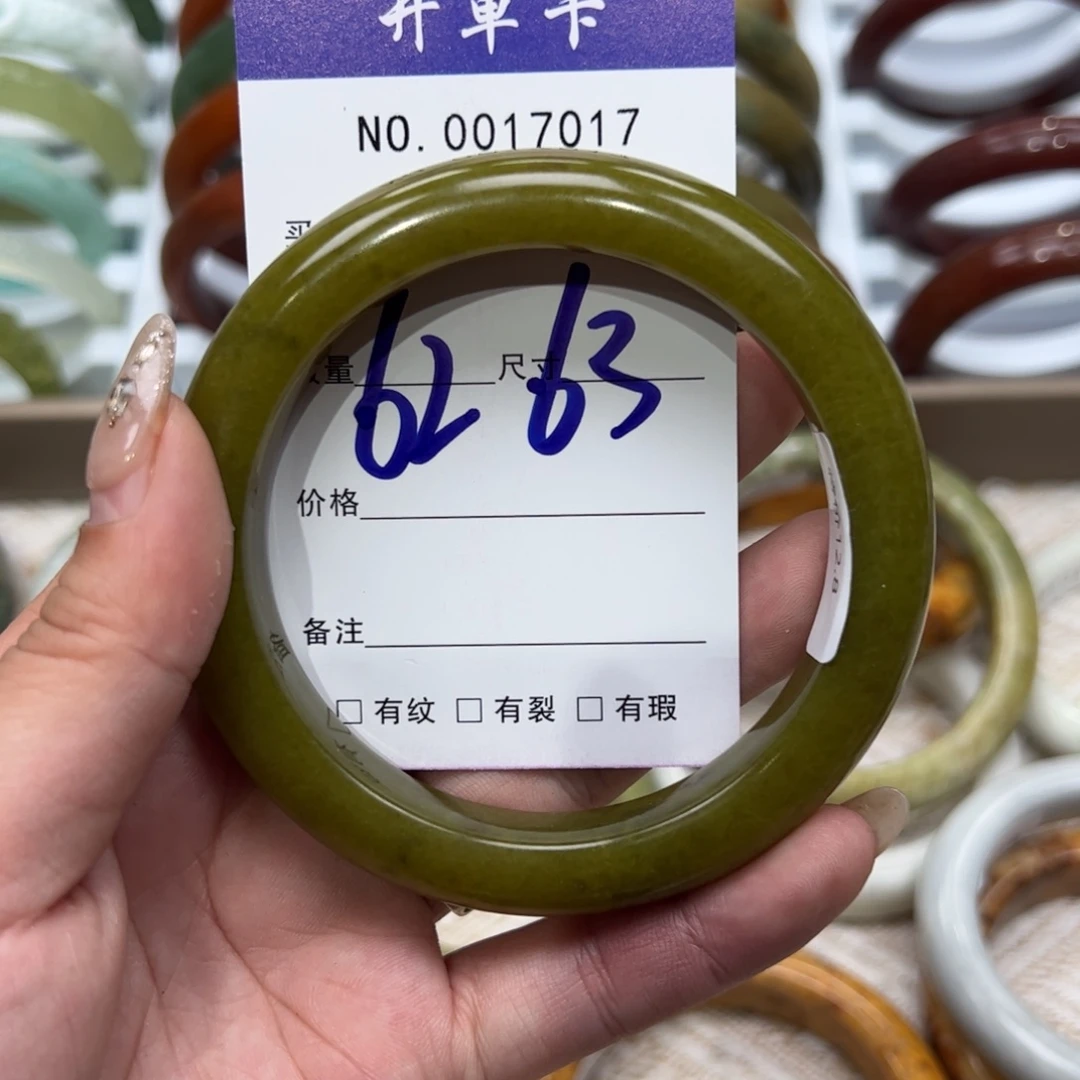 开单卡
NO.0017017
买
量 62 尺寸 63
价格
备注
□ 有纹 □ 有裂 □ 有瑕